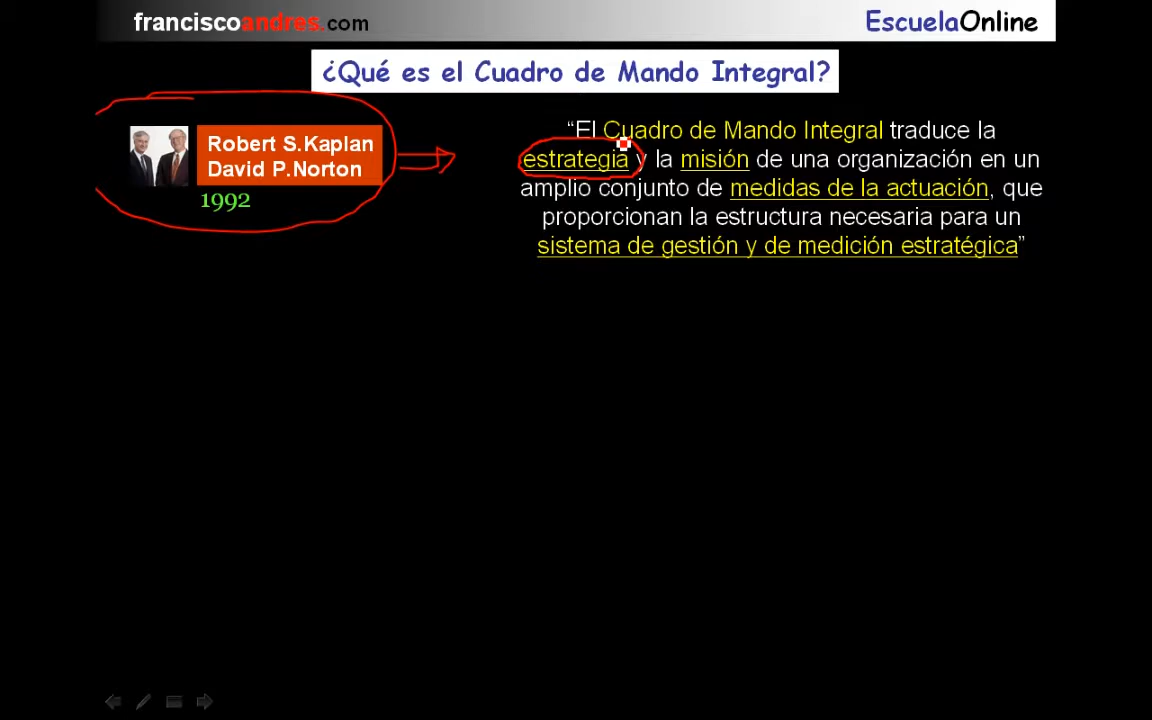 franciscoandres.com
EscuelaOnline
¿Qué es el Cuadro de Mando Integral?
Robert S.Kaplan
David P.Norton
1992
“El Cuadro de Mando Integral traduce la
estrategia y la misión de una organización en un
amplio conjunto de medidas de la actuación, que
proporcionan la estructura necesaria para un
sistema de gestión y de medición estratégica”